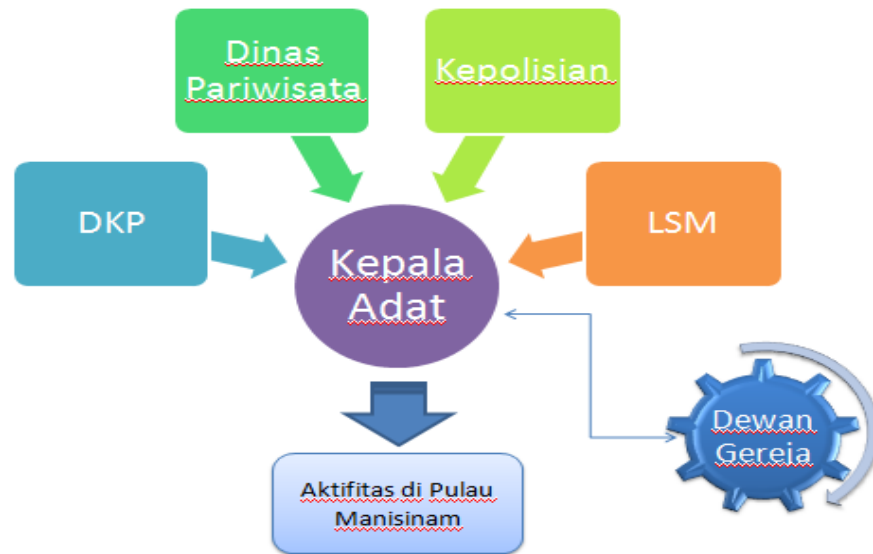 Dinas
Pariwisata
Kepolisian
DKP
LSM
Kepala
Adat
Dewan
Gereja
Aktifitas di Pulau
Manisinam